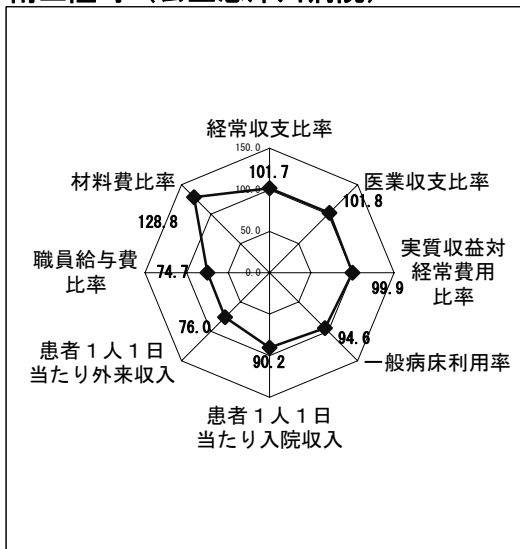 経常収支比率
150.0
101.7
100.0
50.0
0.0
医業収支比率
101.8
実質収益対
経常費用
比率
99.9
一般病床利用率
94.6
患者１人１日
当たり入院収入
90.2
患者１人１日
当たり外来収入
76.0
職員給与費
比率
74.7
材料費比率
128.8